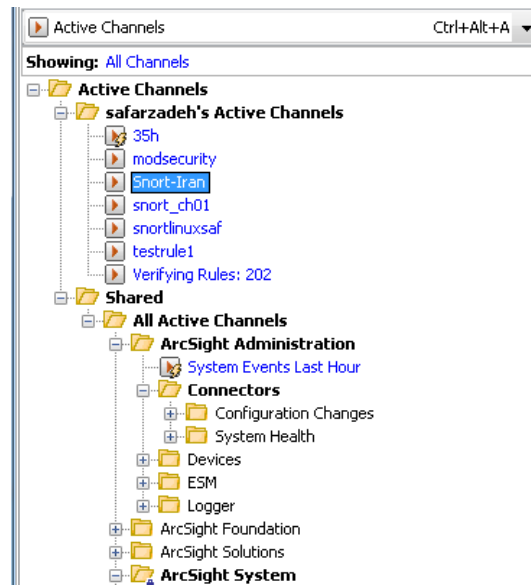 Active Channels Ctrl+Alt+A
Showing: All Channels
Active Channels
safarzadeh's Active Channels
35h
modsecurity
Snort-Iran
snort_ch01
snortlinuxsaf
testrule1
Verifying Rules: 202
Shared
All Active Channels
ArcSight Administration
System Events Last Hour
Connectors
Configuration Changes
System Health
Devices
ESM
Logger
ArcSight Foundation
ArcSight Solutions
ArcSight System